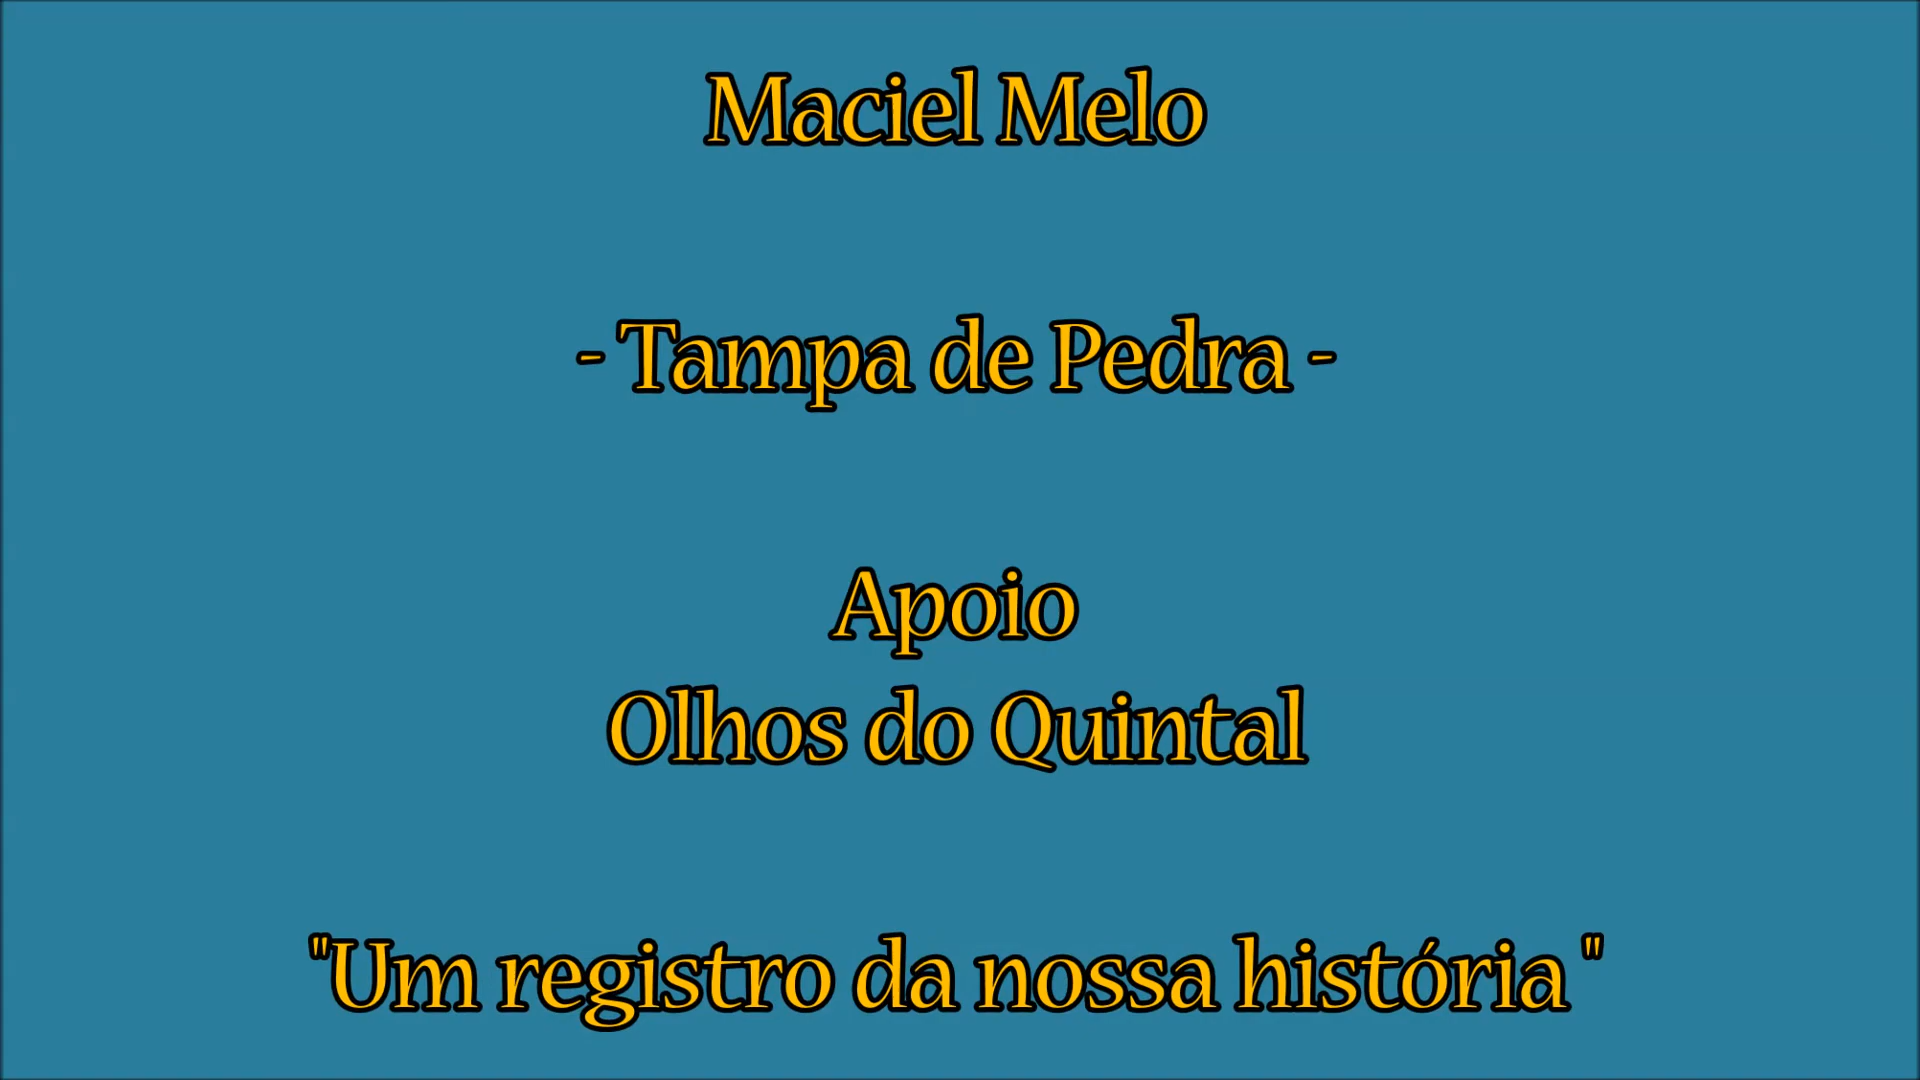 Maciel Melo
- Tampa de Pedra -
Apoio
Olhos do Quintal
"Um registro da nossa história "